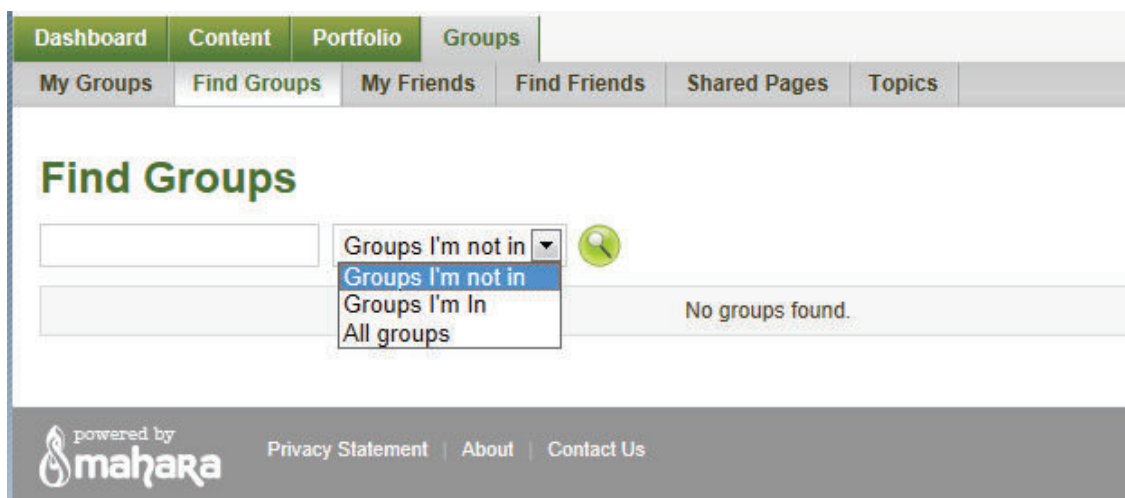 Dashboard Content Portfolio Groups
My Groups Find Groups My Friends Find Friends Shared Pages Topics
Find Groups
Groups I'm not in
Groups I'm not in
Groups I'm In
All groups
No groups found.
powered by
mahara
Privacy Statement | About | Contact Us